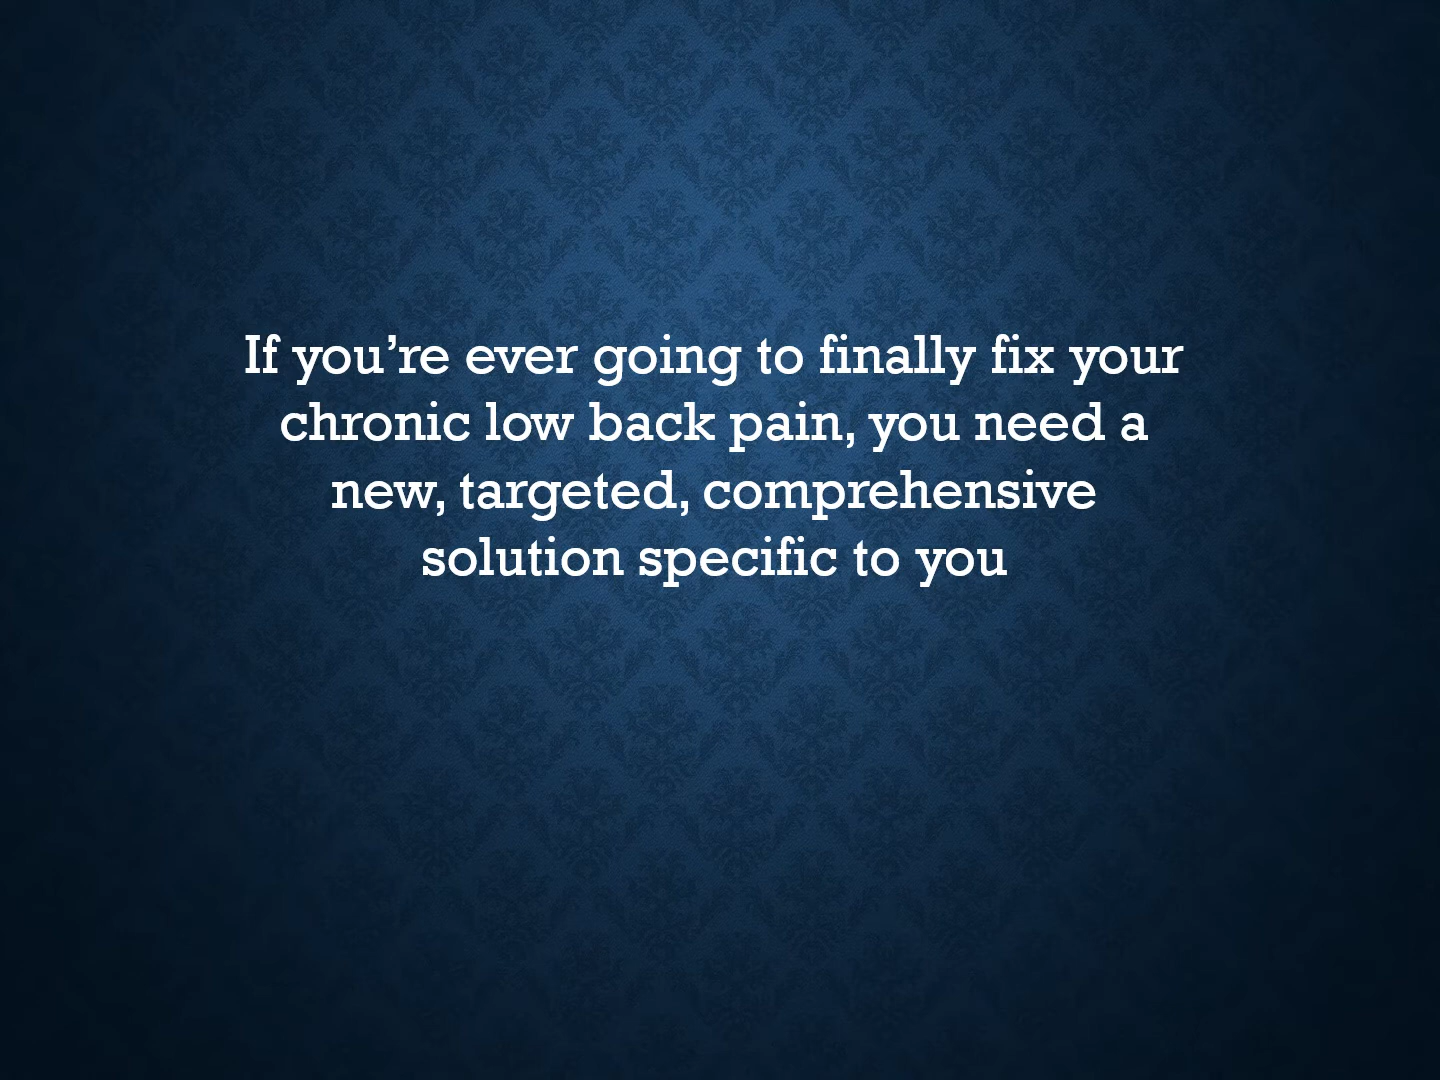 If you’re ever going to finally fix your
chronic low back pain, you need a
new, targeted, comprehensive
solution specific to you